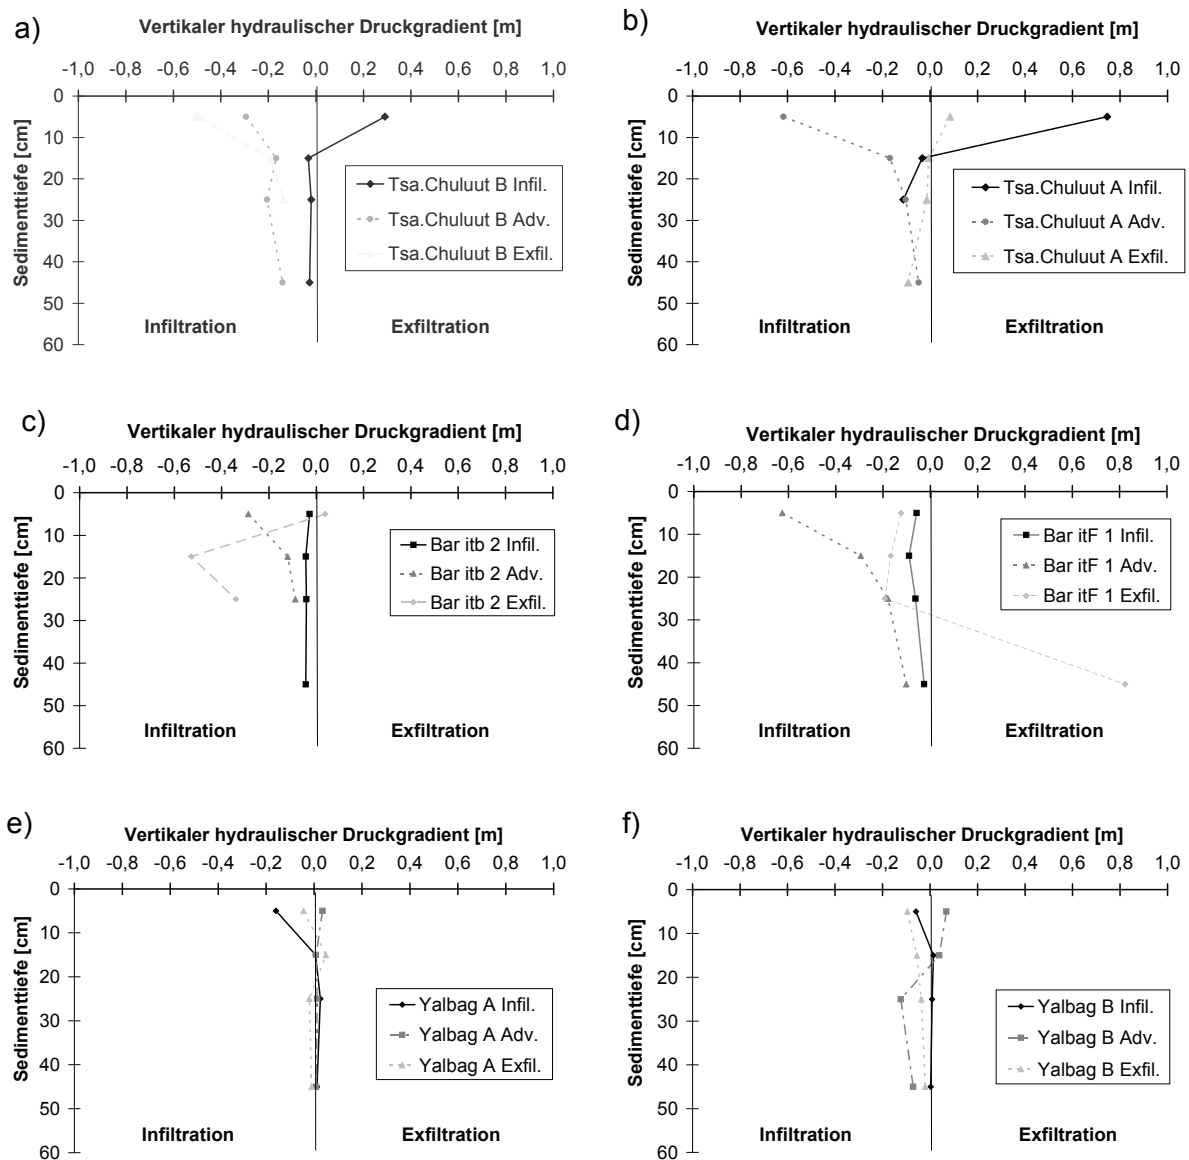 a)
Vertikaler hydraulischer Druckgradient [m]
-1,0 -0,8 -0,6 -0,4 -0,2 0,0 0,2 0,4 0,6 0,8 1,0
0
10
20
30
40
50
60
Sedimenttiefe [cm]
Tsa.Chuluut B Infil.
Tsa.Chuluut B Adv.
Tsa.Chuluut B Exfil.
Infiltration
Exfiltration
b)
Vertikaler hydraulischer Druckgradient [m]
-1,0 -0,8 -0,6 -0,4 -0,2 0,0 0,2 0,4 0,6 0,8 1,0
0
10
20
30
40
50
60
Sedimenttiefe [cm]
Tsa.Chuluut A Infil.
Tsa.Chuluut A Adv.
Tsa.Chuluut A Exfil.
Infiltration
Exfiltration
c)
Vertikaler hydraulischer Druckgradient [m]
-1,0 -0,8 -0,6 -0,4 -0,2 0,0 0,2 0,4 0,6 0,8 1,0
0
10
20
30
40
50
60
Sedimenttiefe [cm]
Bar itb 2 Infil.
Bar itb 2 Adv.
Bar itb 2 Exfil.
Infiltration
Exfiltration
d)
Vertikaler hydraulischer Druckgradient [m]
-1,0 -0,8 -0,6 -0,4 -0,2 0,0 0,2 0,4 0,6 0,8 1,0
0
10
20
30
40
50
60
Sedimenttiefe [cm]
Bar itF 1 Infil.
Bar itF 1 Adv.
Bar itF 1 Exfil.
Infiltration
Exfiltration
e)
Vertikaler hydraulischer Druckgradient [m]
-1,0 -0,8 -0,6 -0,4 -0,2 0,0 0,2 0,4 0,6 0,8 1,0
0
10
20
30
40
50
60
Sedimenttiefe [cm]
Yalbag A Infil.
Yalbag A Adv.
Yalbag A Exfil.
Infiltration
Exfiltration
f)
Vertikaler hydraulischer Druckgradient [m]
-1,0 -0,8 -0,6 -0,4 -0,2 0,0 0,2 0,4 0,6 0,8 1,0
0
10
20
30
40
50
60
Sedimenttiefe [cm]
Yalbag B Infil.
Yalbag B Adv.
Yalbag B Exfil.
Infiltration
Exfiltration